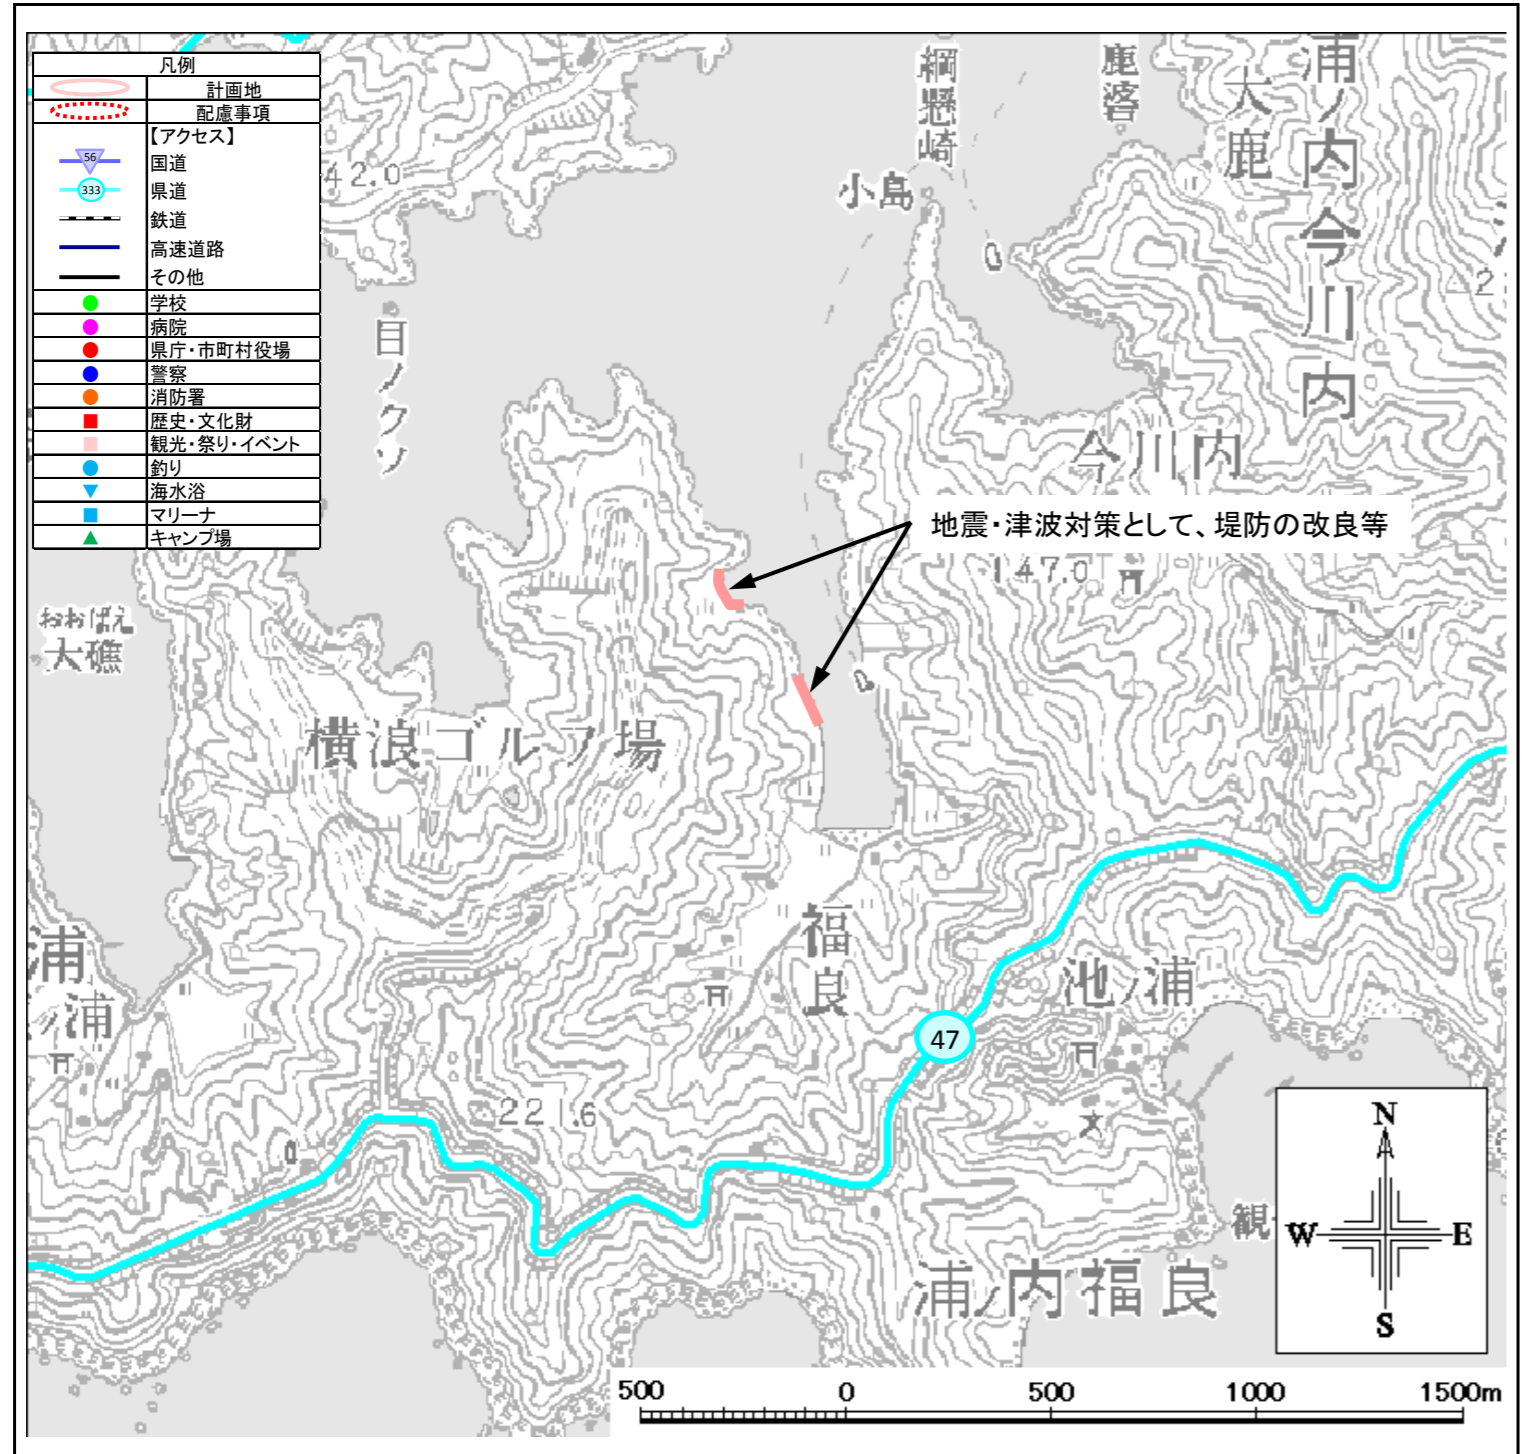 凡例
計画地
配慮事項
【アクセス】
56
国道
333
県道
鉄道
高速道路
その他
学校
病院
県庁・市町村役場
警察
消防署
歴史・文化財
観光・祭り・イベント
釣り
海水浴
マリーナ
キャンプ場
綱懸崎
大鹿
浦ノ内今川内
小島
42.0
目ノクソ
今川内
地震・津波対策として、堤防の改良等
147.0
おおばえ
大礁
横浪ゴルフ場
福良
浦
ノ浦
池ノ浦
47
221.6
観
浦ノ内福良
N
W
E
S
500
0
500
1000
1500m